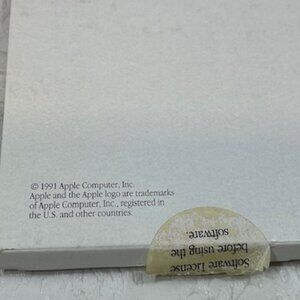 © 1991 Apple Computer, Inc.
Apple and the Apple logo are trademarks
of Apple Computer, Inc., registered in
the U.S. and other countries.
Software License
before using the
software.